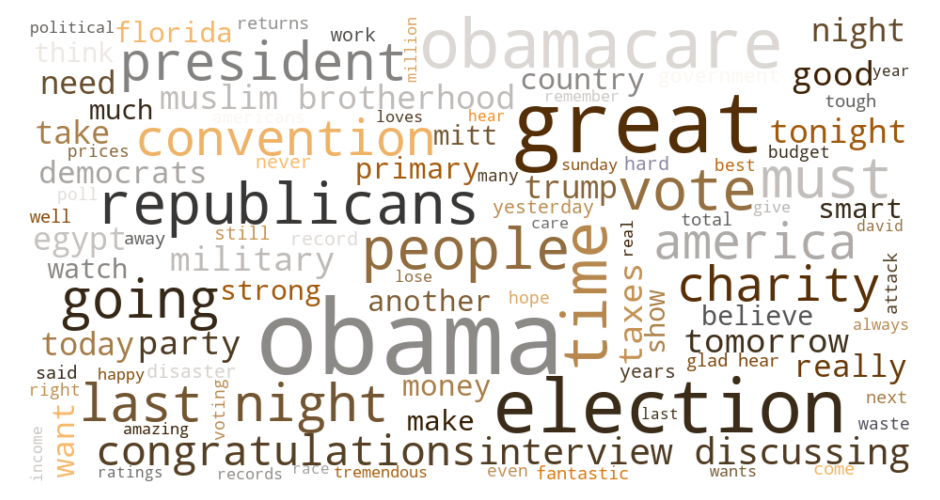 political florida returns work million obamacare night
think president country government good year
need muslim brotherhood remember tough
much americans loves hear great
take convention mitt tonight
prices never primary many sunday hard best budget
democrats trump vote must
poll republicans yesterday total give smart
well care david
egypt away still record people time real america
watch military lose charity attack
going strong another hope taxes show believe always
today party obama tomorrow
said happy disaster years glad hear really
right last night money election next
want voting make last waste
amazing
congratulations interview discussing
income ratings records race tremendous even fantastic wants come